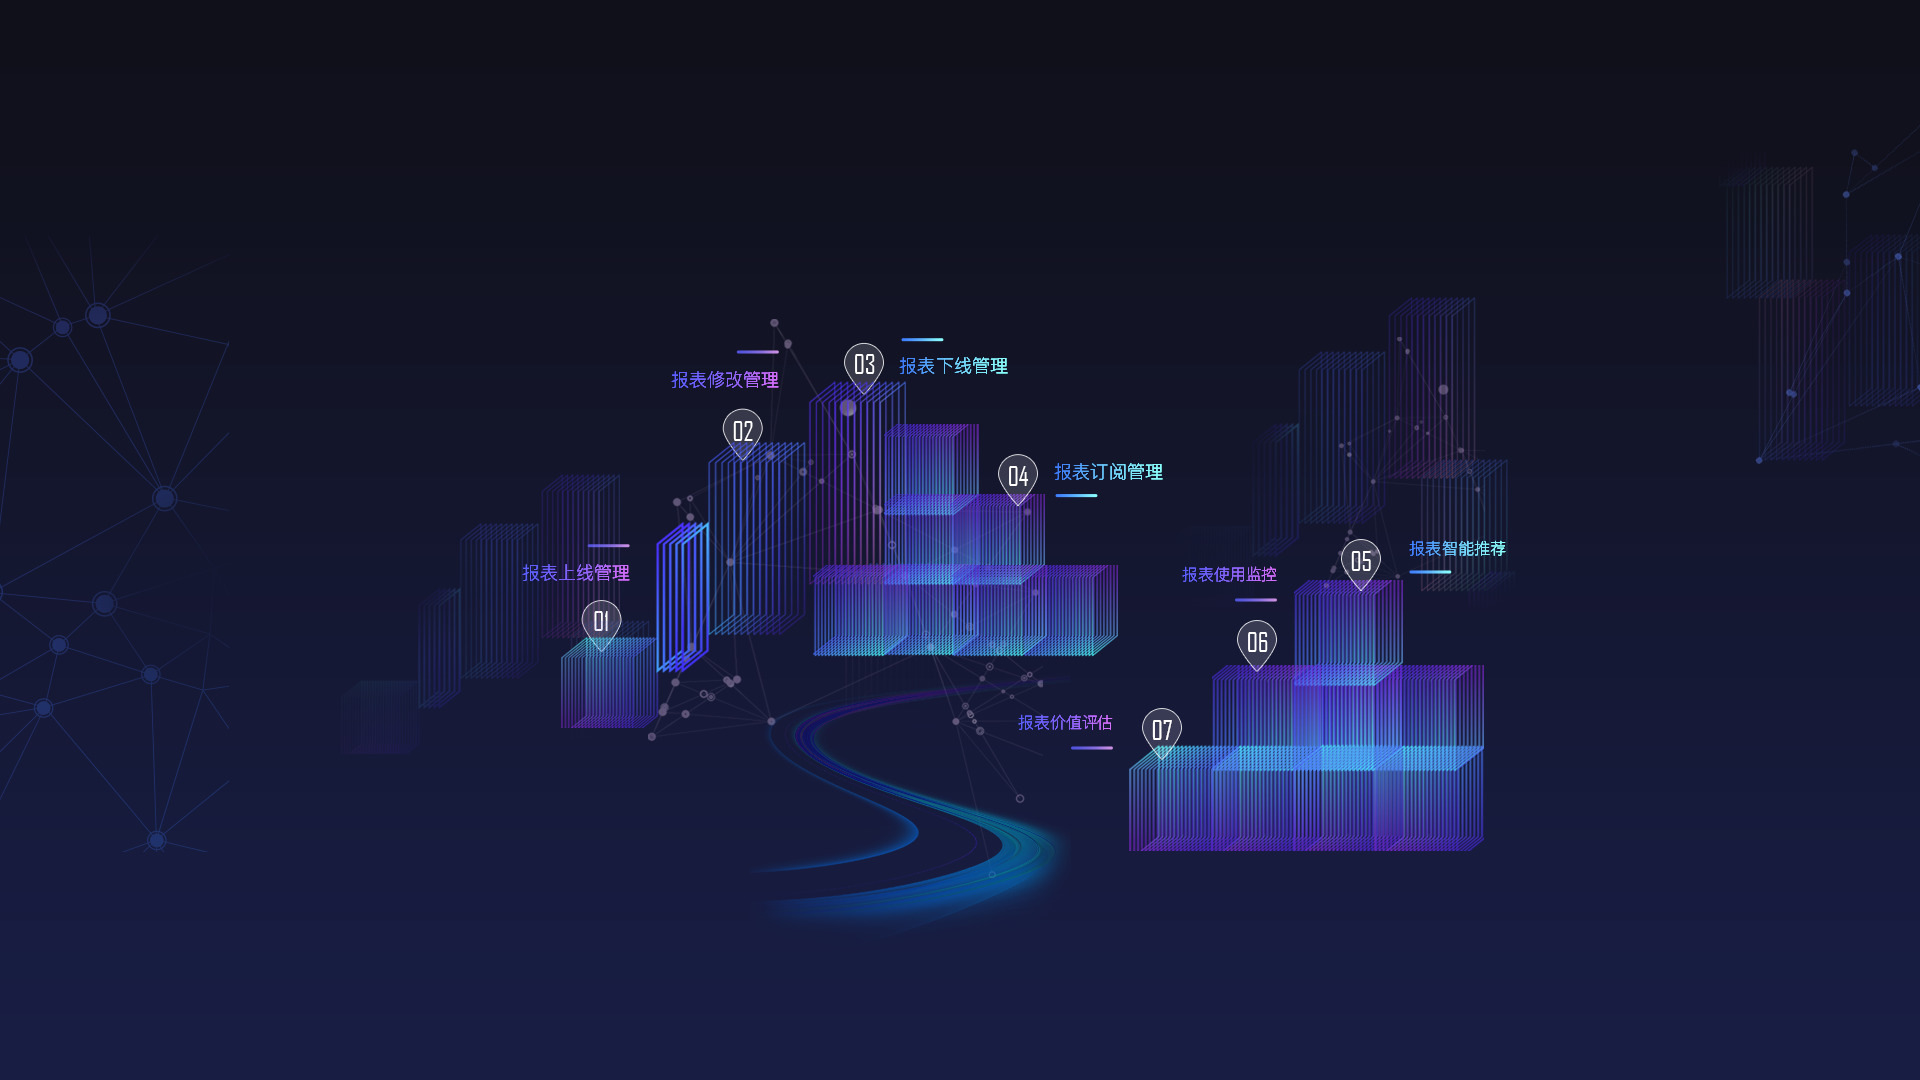 03
报表下线管理
报表修改管理
02
报表订阅管理
04
报表智能推荐
05
报表上线管理
报表使用监控
01
06
报表价值评估
07